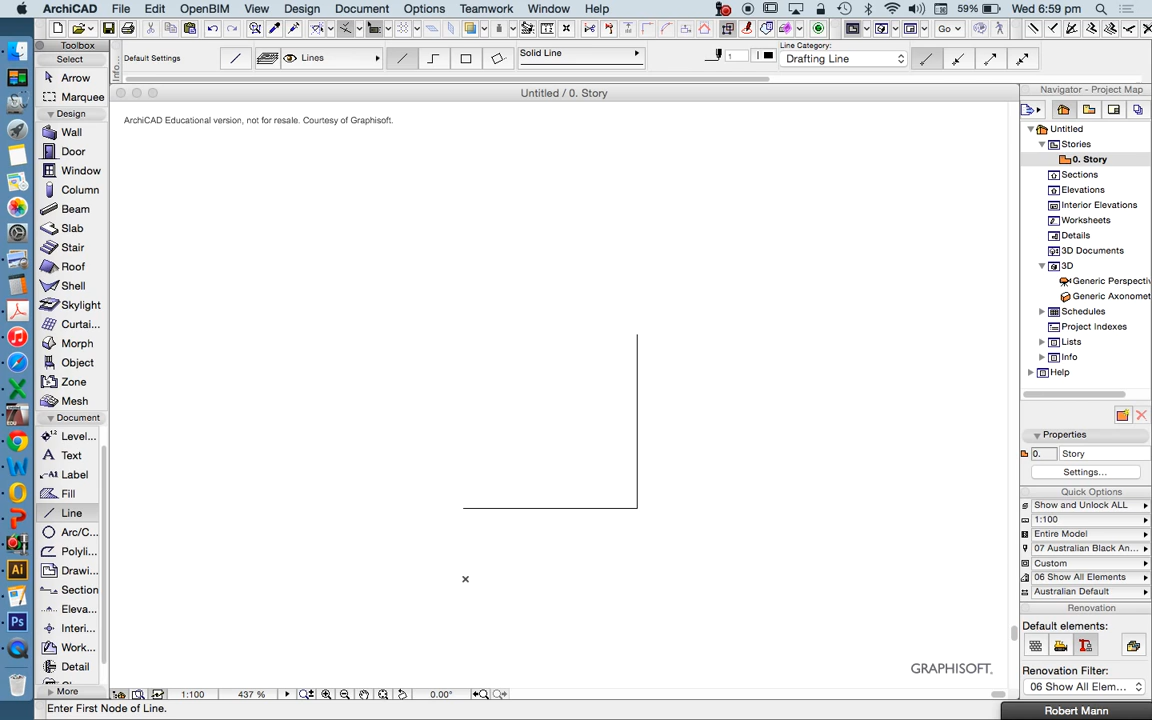 ArchiCAD File Edit View OpenBIM Design Document Options Teamwork Window Help 59% Wed 6:59 pm
Toolbox
Select
Arrow
Marquee
Design
Wall
Door
Window
Column
Beam
Slab
Stair
Roof
Shell
Skylight
Curtai...
Morph
Object
Zone
Mesh
Document
Level...
Text
A1 Label
Fill
Line
Arc/C...
Polyli...
Drawi...
Section
Eleva...
Interi...
Work...
Detail
More
Go
Info...
Default Settings
Lines
Solid Line
1
Line Category:
Drafting Line
Untitled / 0. Story
ArchiCAD Educational version, not for resale. Courtesy of Graphisoft.
GRAPHISOFT.
1:100 437 % 0.00°
Enter First Node of Line.
Navigator - Project Map
Untitled
Stories
0. Story
Sections
Elevations
Interior Elevations
Worksheets
Details
3D Documents
3D
Generic Perspectiv
Generic Axonomet
Schedules
Project Indexes
Lists
Info
Help
Properties
0. Story
Settings...
Quick Options
Show and Unlock ALL
1:100
Entire Model
07 Australian Black An...
Custom
06 Show All Elements
Australian Default
Renovation
Default elements:
Renovation Filter:
06 Show All Elem...
Robert Mann